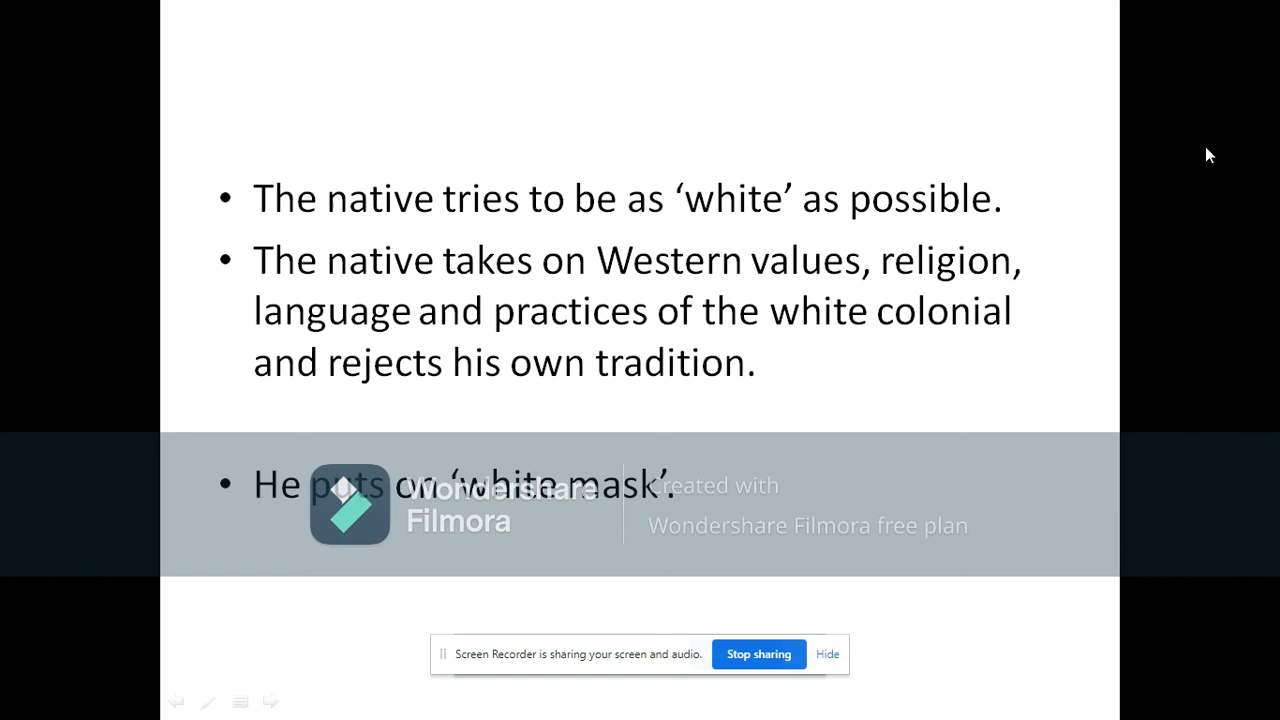 • The native tries to be as ‘white’ as possible.
• The native takes on Western values, religion,
language and practices of the white colonial
and rejects his own tradition.
• He puts on ‘white mask’.
Wondershare
Filmora
Created with
Wondershare Filmora free plan
Screen Recorder is sharing your screen and audio.
Stop sharing
Hide